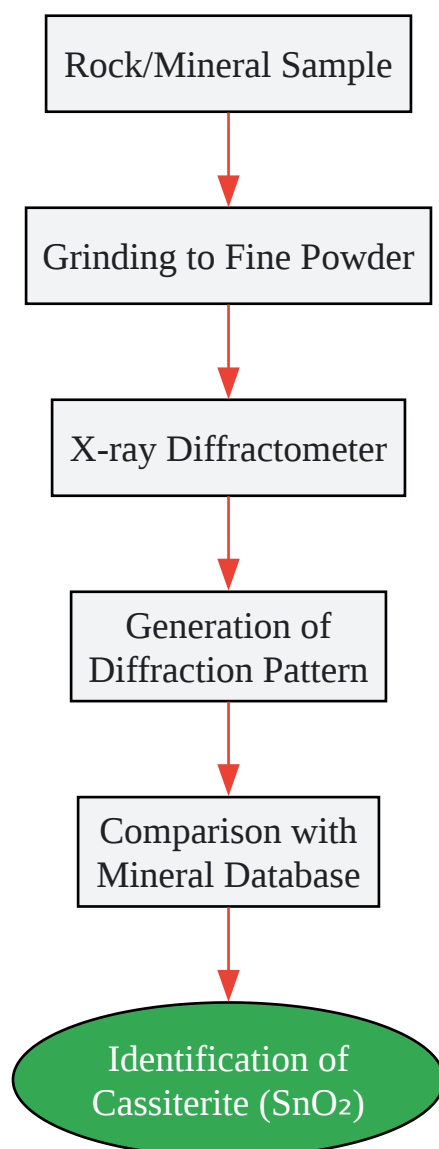 Rock/Mineral Sample
Grinding to Fine Powder
X-ray Diffractometer
Generation of
Diffraction Pattern
Comparison with
Mineral Database
Identification of
Cassiterite (SnO₂)